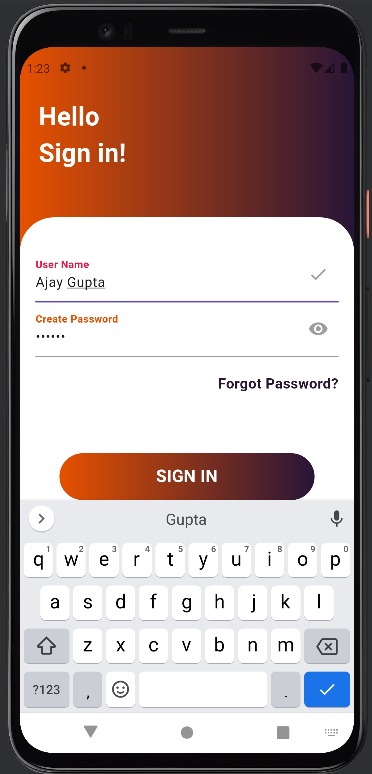 1:23
Hello
Sign in!
User Name
Ajay Gupta
Create Password
••••••
Forgot Password?
SIGN IN
Gupta
q1 w2 e3 r4 t5 y6 u7 i8 o9 p0
a s d f g h j k l
z x c v b n m
?123 , .